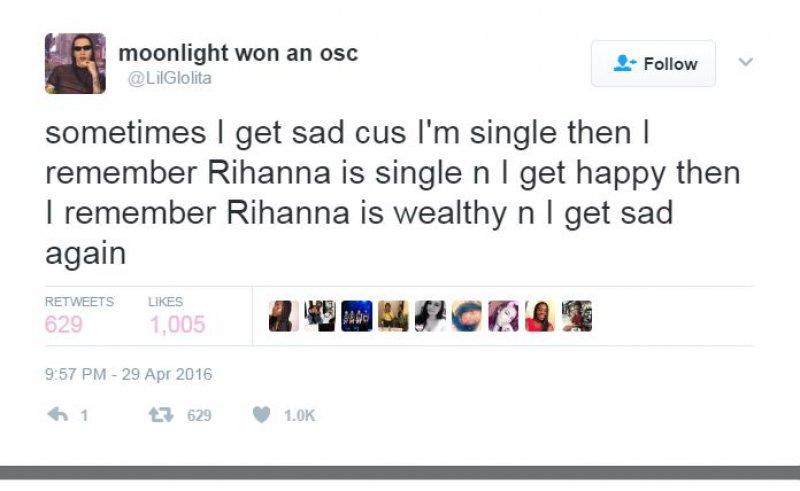 moonlight won an osc
@LilGlolita
Follow
sometimes I get sad cus I'm single then I
remember Rihanna is single n I get happy then
I remember Rihanna is wealthy n I get sad
again
RETWEETS LIKES
629 1,005
9:57 PM - 29 Apr 2016
1 629 1.0K